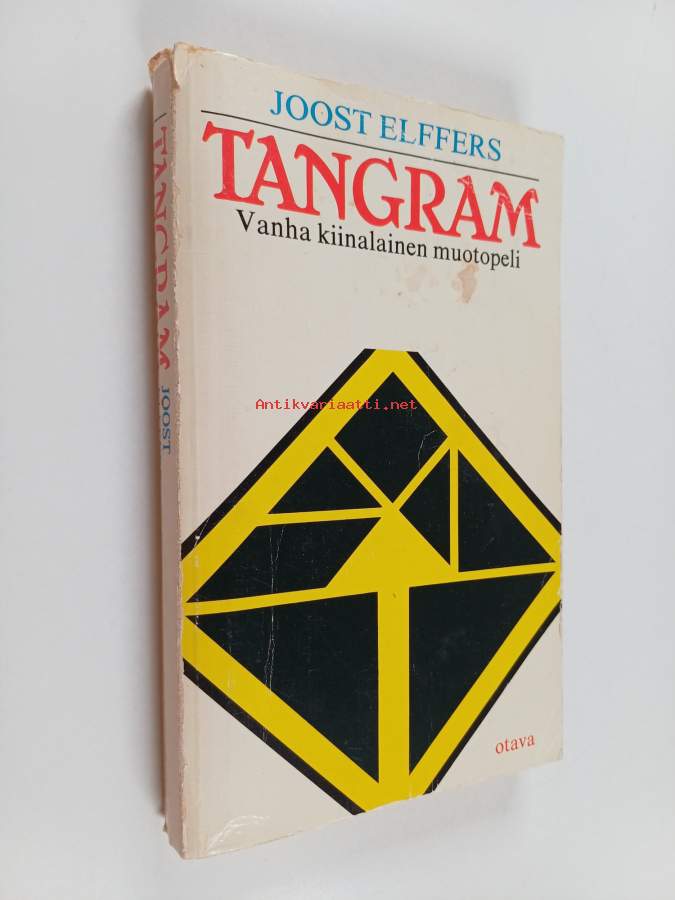 JOOST ELFFERS
TANGRAM
Vanha kiinalainen muotopeli
Antikvariaatti.net
otava
TANGRAM JOOST